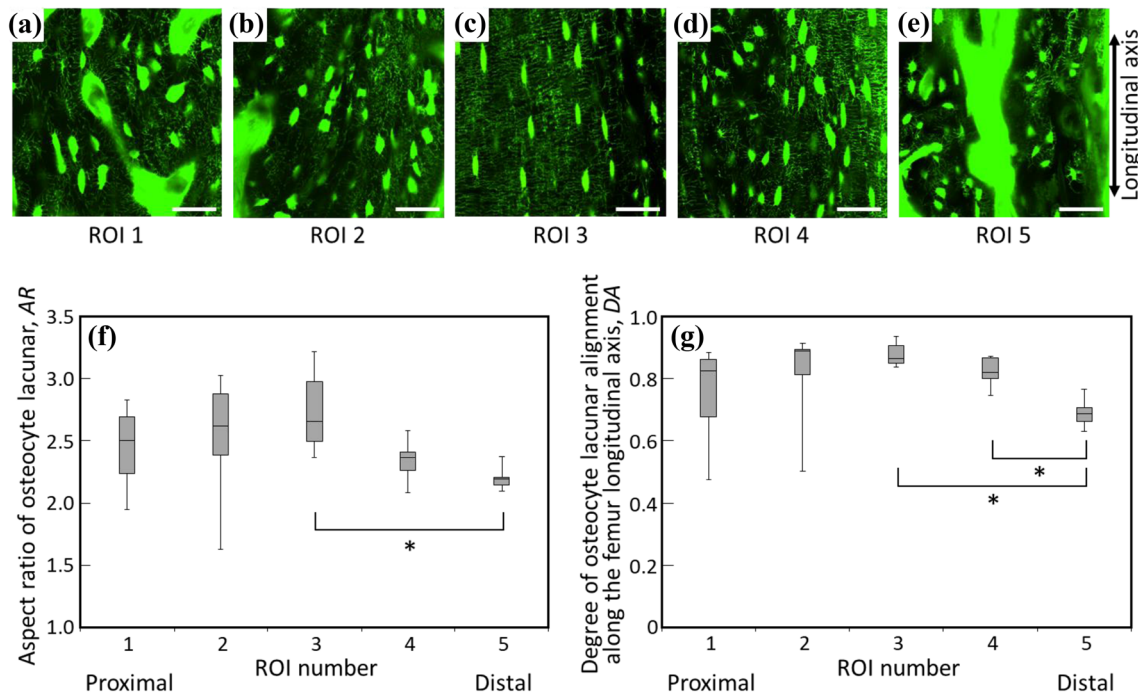 (a) (b) (c) (d) (e)
Longitudinal axis
ROI 1 ROI 2 ROI 3 ROI 4 ROI 5
(f)
Aspect ratio of osteocyte lacunar, AR
3.5
3.0
2.5
2.0
1.5
1.0
*
1 2 3 4 5
ROI number
Proximal Distal
(g)
Degree of osteocyte lacunar alignment
along the femur longitudinal axis, DA
1.0
0.8
0.6
0.4
0.2
0
*
*
1 2 3 4 5
ROI number
Proximal Distal